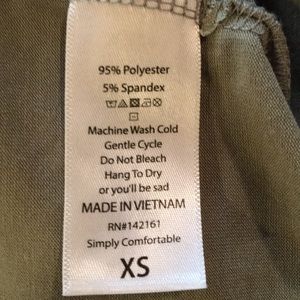 95% Polyester
5% Spandex
Machine Wash Cold
Gentle Cycle
Do Not Bleach
Hang To Dry
or you'll be sad
MADE IN VIETNAM
RN#142161
Simply Comfortable
XS